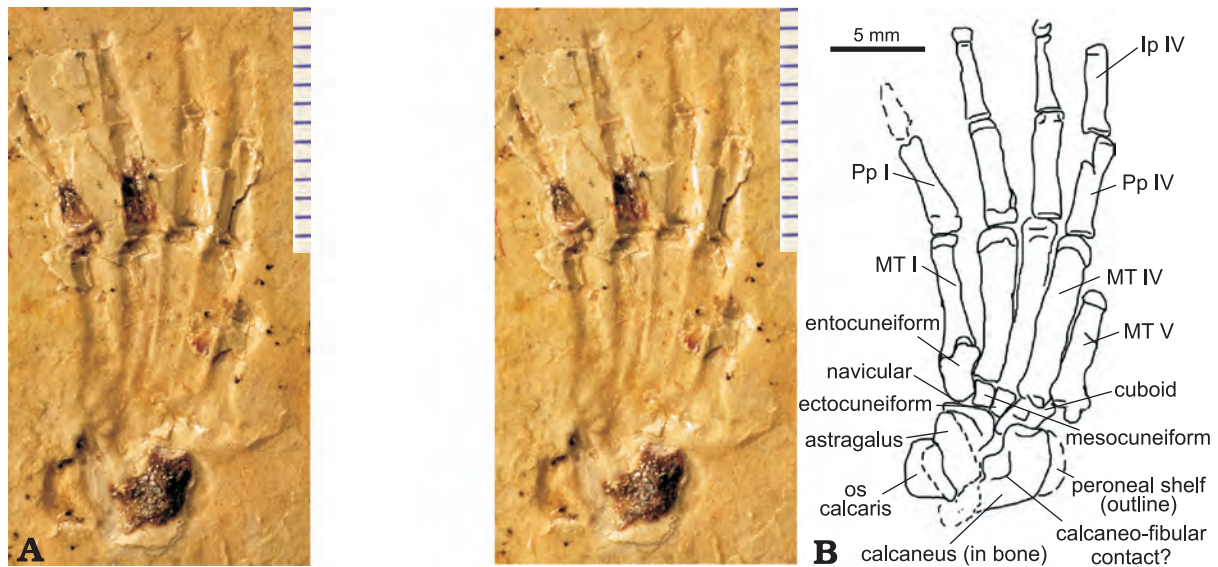 5 mm
Ip IV
Pp I
Pp IV
MT I
MT IV
entocuneiform
MT V
navicular
cuboid
ectocuneiform
mesocuneiform
astragalus
os
calcaris
peroneal shelf
(outline)
calcaneo-fibular
contact?
calcaneus (in bone)
A
B